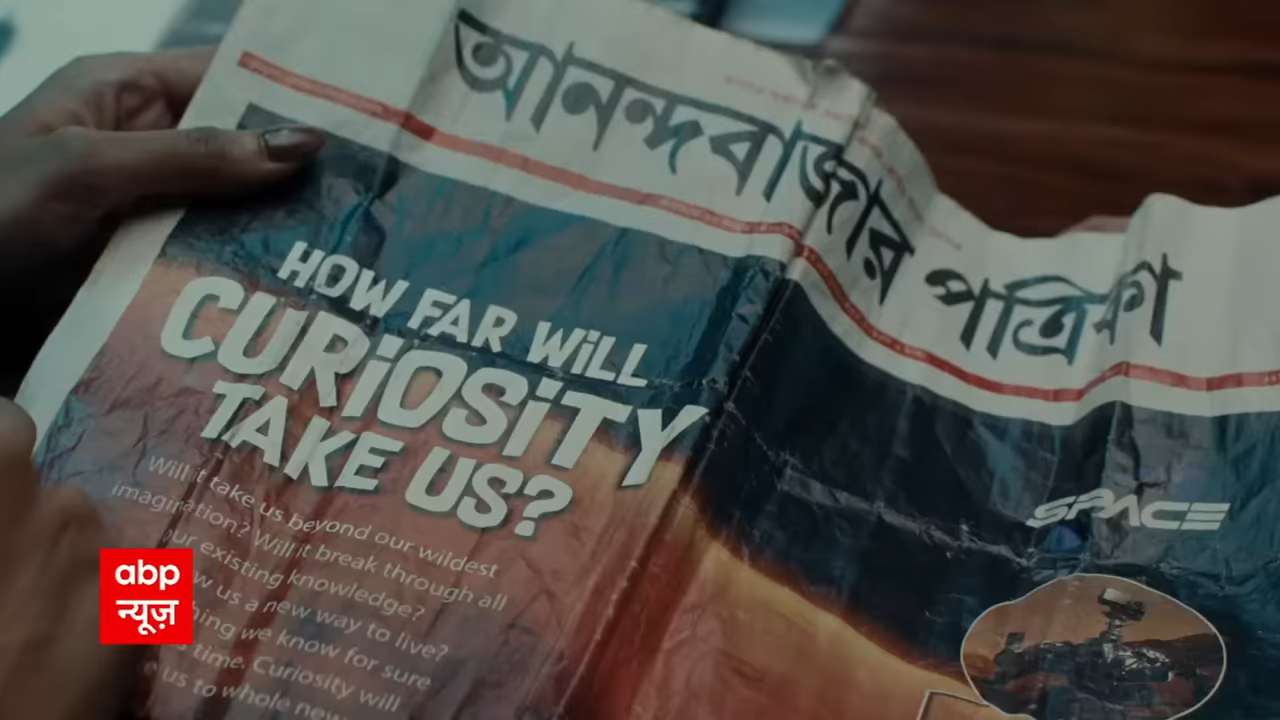 আনন্দবাজার পত্রিকা
HOW FAR WiLL
CURiOSiTY
TAKE US?
Will it take us beyond our wildest
imagination? Will it break through all
our existing knowledge?
us a new way to live?
we know for sure
time. Curiosity will
us to whole new
SPACE
abp
न्यूज़